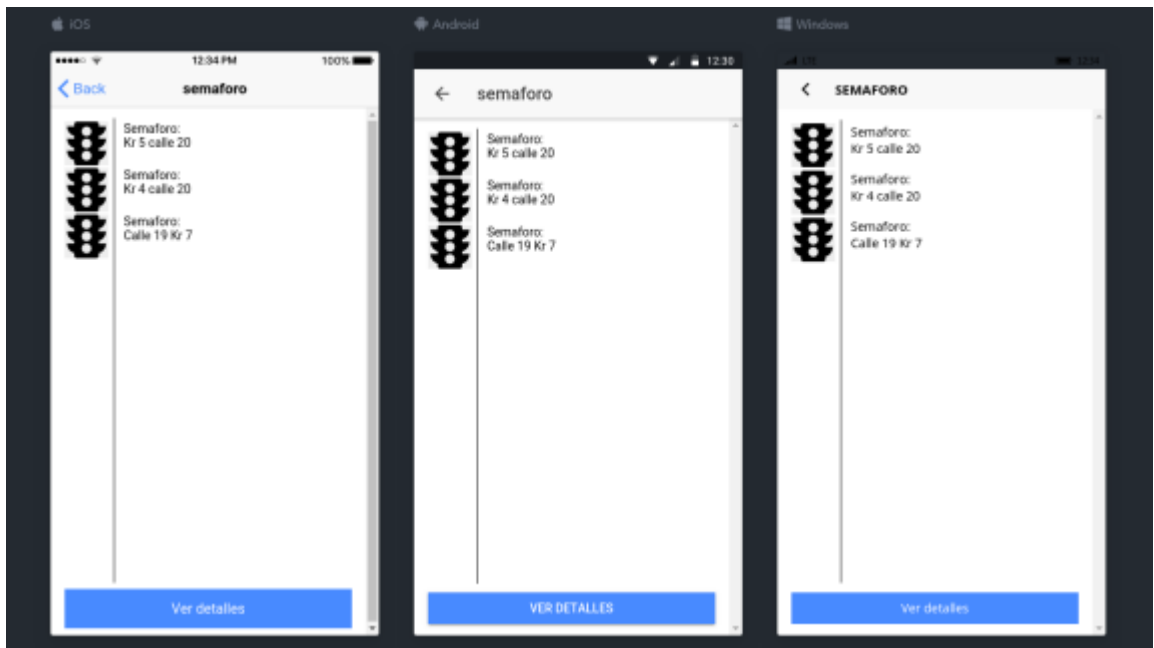 iOS
Android
Windows
12:34 PM
100%
12:30
LTE
12:34
Back
semaforo
semaforo
SEMAFORO
Semaforo:
Kr 5 calle 20
Semaforo:
Kr 4 calle 20
Semaforo:
Calle 19 Kr 7
Semaforo:
Kr 5 calle 20
Semaforo:
Kr 4 calle 20
Semaforo:
Calle 19 Kr 7
Semaforo:
Kr 5 calle 20
Semaforo:
Kr 4 calle 20
Semaforo:
Calle 19 Kr 7
Ver detalles
VER DETALLES
Ver detalles